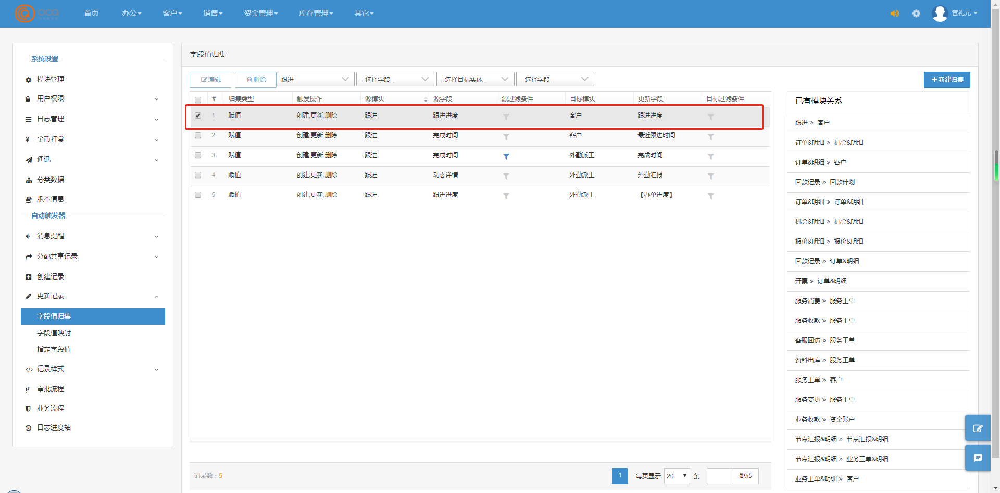 oca
首页
办公
客户
销售
资金管理
库存管理
其它
管礼元
系统设置
模块管理
用户权限
日志管理
金币打赏
通讯
分类数据
版本信息
自动触发器
消息提醒
分配共享记录
创建记录
更新记录
字段值归集
字段值映射
指定字段值
记录样式
审批流程
业务流程
日志进度轴
字段值归集
编辑 删除 跟进 --选择字段-- --选择目标实体-- --选择字段-- +新建归集
# 归集类型 触发操作 源模块 源字段 源过滤条件 目标模块 更新字段 目标过滤条件
1 赋值 创建,更新,删除 跟进 跟进进度 客户 跟进进度
2 赋值 创建,更新,删除 跟进 完成时间 客户 最近跟进时间
3 赋值 创建,更新,删除 跟进 完成时间 外勤派工 完成时间
4 赋值 创建,更新,删除 跟进 动态详情 外勤派工 外勤汇报
5 赋值 创建,更新,删除 跟进 跟进进度 外勤派工 【办单进度】
记录数：5
1 每页显示 20 条 跳转
已有模块关系
跟进 » 客户
订单&明细 » 机会&明细
订单&明细 » 客户
回款记录 » 回款计划
订单&明细 » 订单&明细
机会&明细 » 机会&明细
报价&明细 » 报价&明细
回款记录 » 订单&明细
开票 » 订单&明细
服务消费 » 服务工单
服务收款 » 服务工单
客服回访 » 服务工单
资料出库 » 服务工单
服务工单 » 客户
服务变更 » 服务工单
业务收款 » 资金账户
节点汇报&明细 » 节点汇报&明细
节点汇报&明细 » 业务工单&明细
业务工单&明细 » 客户